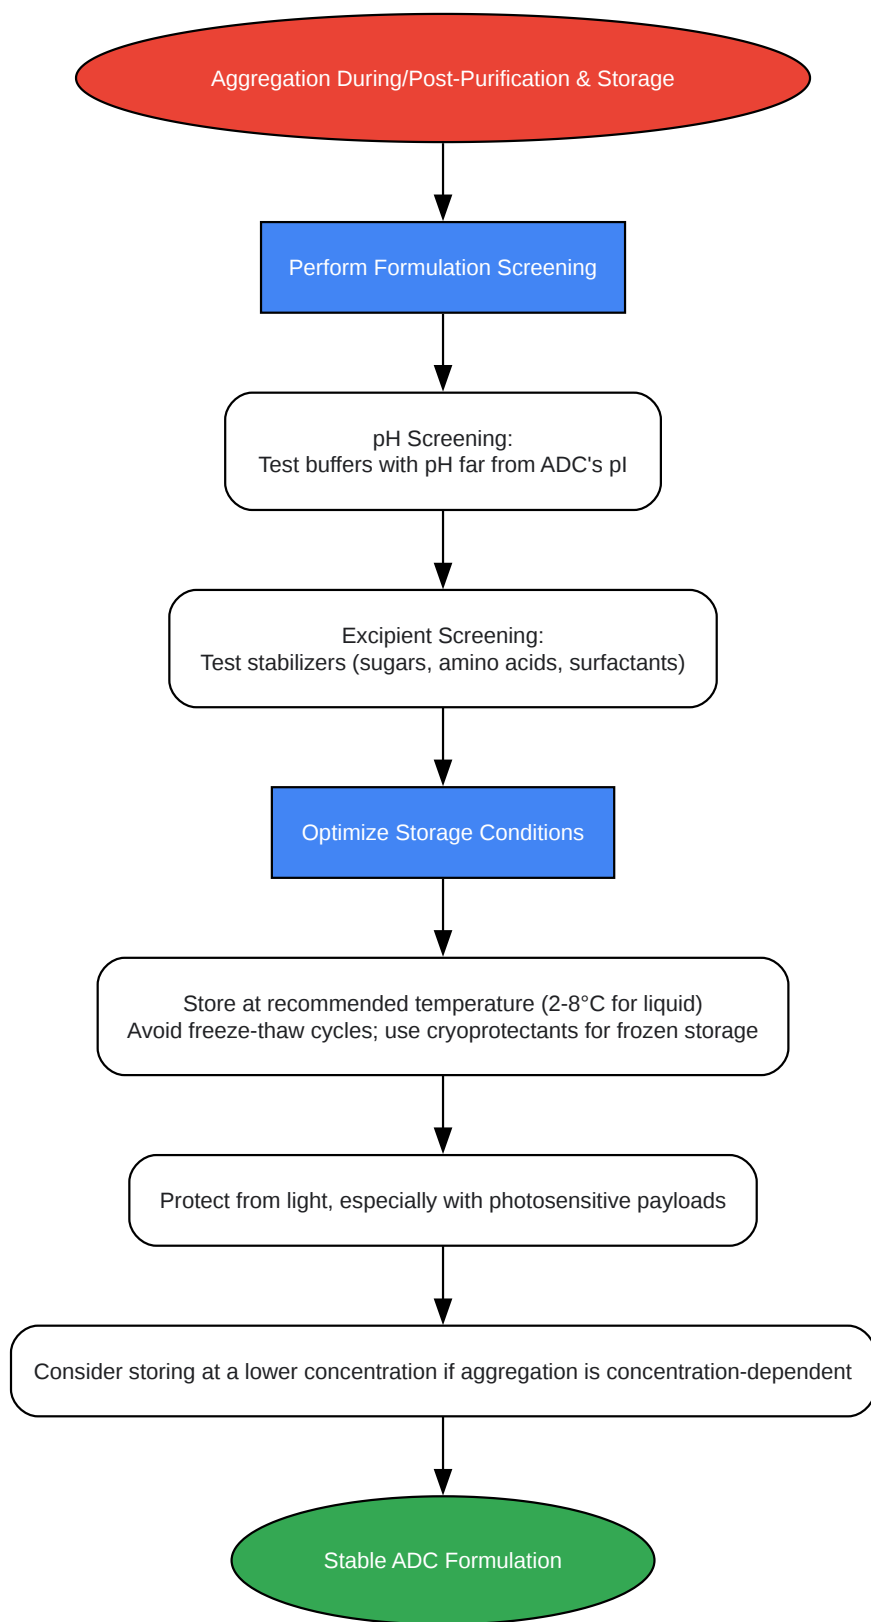 Aggregation During/Post-Purification & Storage
Perform Formulation Screening
pH Screening:
Test buffers with pH far from ADC's pI
Excipient Screening:
Test stabilizers (sugars, amino acids, surfactants)
Optimize Storage Conditions
Store at recommended temperature (2-8°C for liquid)
Avoid freeze-thaw cycles; use cryoprotectants for frozen storage
Protect from light, especially with photosensitive payloads
Consider storing at a lower concentration if aggregation is concentration-dependent
Stable ADC Formulation